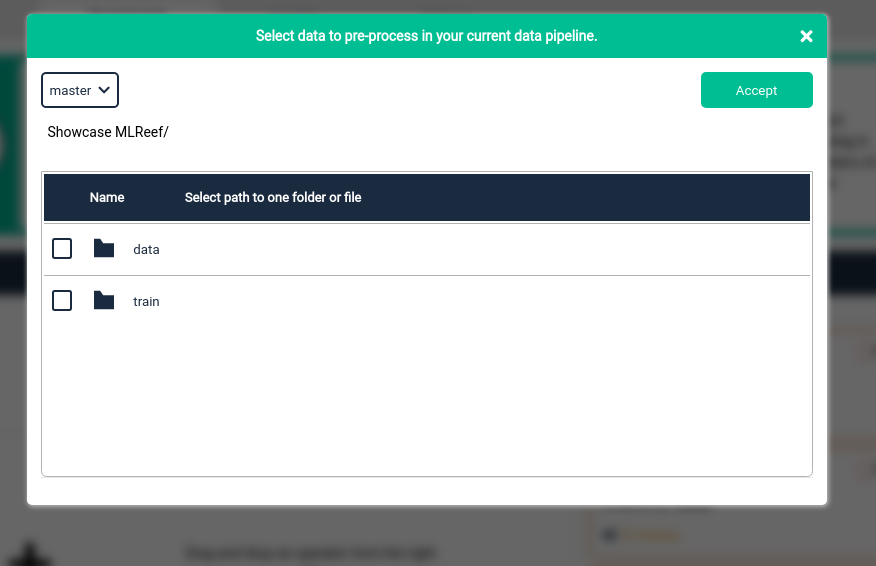 Select data to pre-process in your current data pipeline.
master
Accept
Showcase MLReef/
Name Select path to one folder or file
data
train